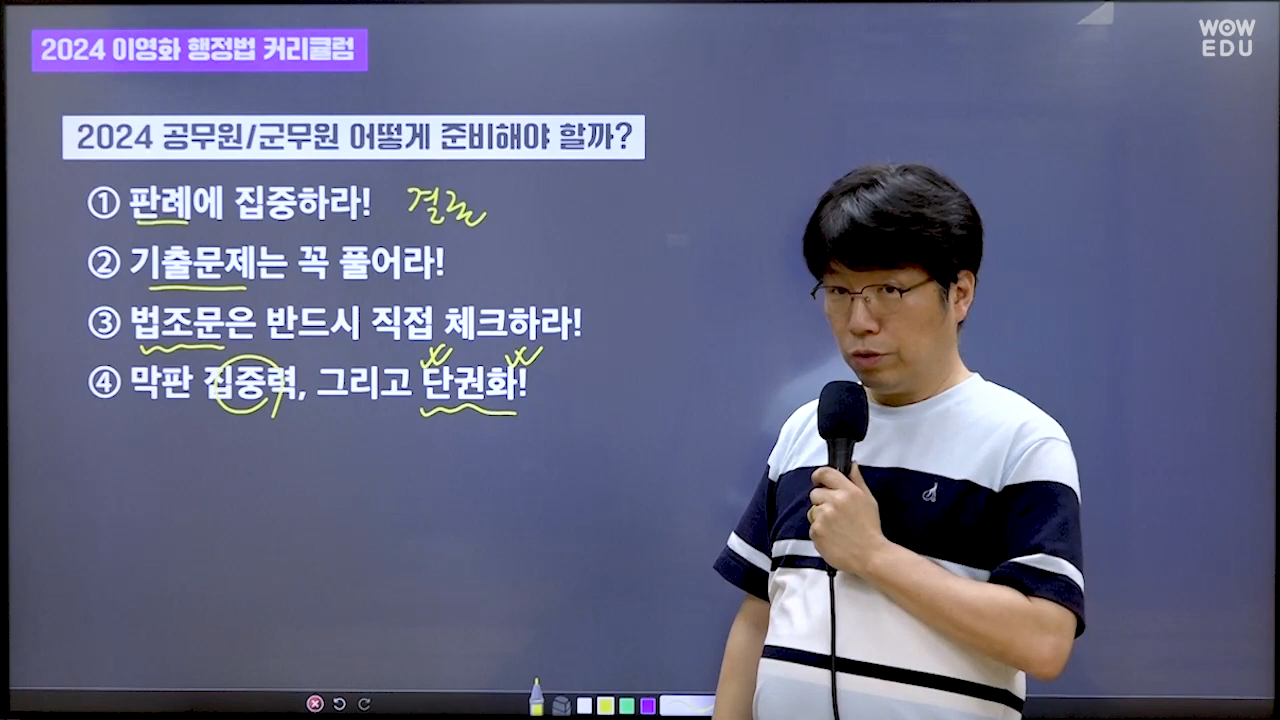 2024 이영화 행정법 커리큘럼
WOW
EDU
2024 공무원/군무원 어떻게 준비해야 할까?
① 판례에 집중하라! 결론
② 기출문제는 꼭 풀어라!
③ 법조문은 반드시 직접 체크하라!
④ 막판 집중력, 그리고 단권화!